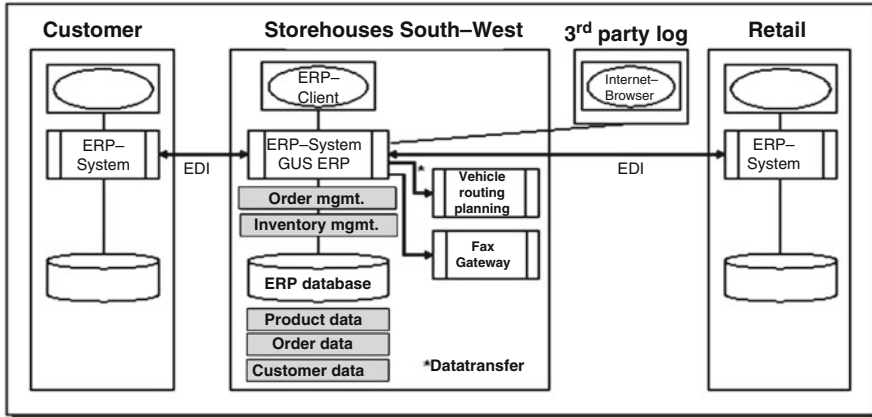 Customer
Storehouses South–West
3rd party log
Retail
ERP–
Client
Internet–
Browser
ERP–
System
EDI
ERP–System
GUS ERP
EDI
ERP–
System
*
Vehicle
routing
planning
Order mgmt.
Inventory mgmt.
Fax
Gateway
ERP database
Product data
Order data
Customer data
*Datatransfer